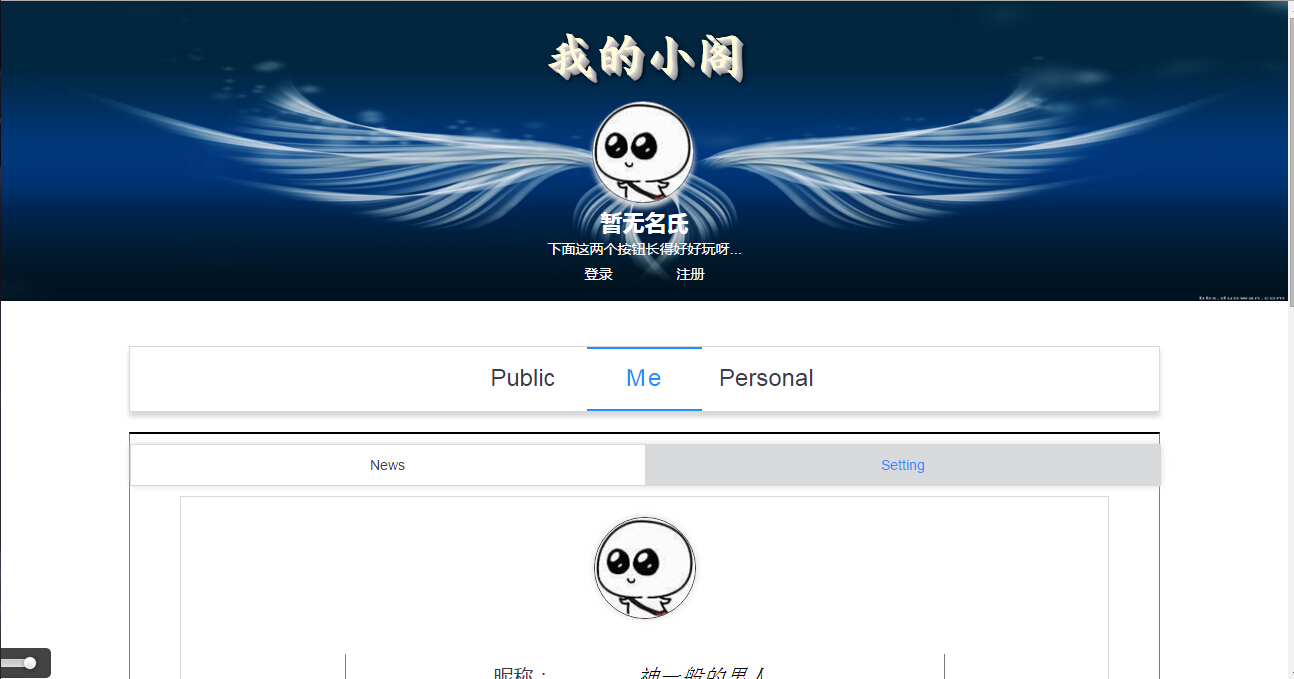 我的小阁
暂无名氏
下面这两个按钮长得好好玩呀...
登录 注册
bbs.duowan.com
Public Me Personal
News Setting
昵称： 神一般的男人